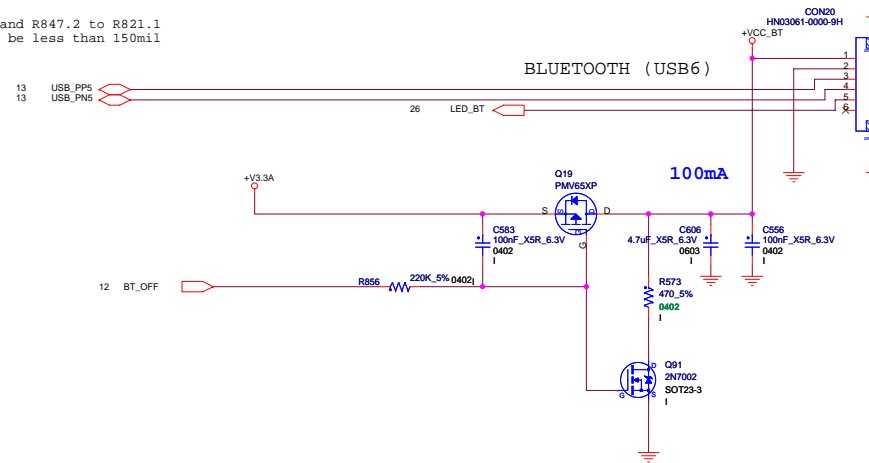 and R847.2 to R821.1
be less than 150mil
CON20
HN03061-0000-9H
+VCC_BT
BLUETOOTH (USB6)
1
2
3
4
5
6
13 USB_PP5
13 USB_PN5
26 LED_BT
+V3.3A
Q19
PMV65XP
100mA
S
S
D
D
G
G
C583
100nF_X5R_6.3V
0402
I
C606
4.7uF_X5R_6.3V
0603
I
C556
100nF_X5R_6.3V
0402
I
12 BT_OFF
R856
220K_5%
0402
I
R573
470_5%
0402
I
Q91
2N7002
SOT23-3
I
D
G
S